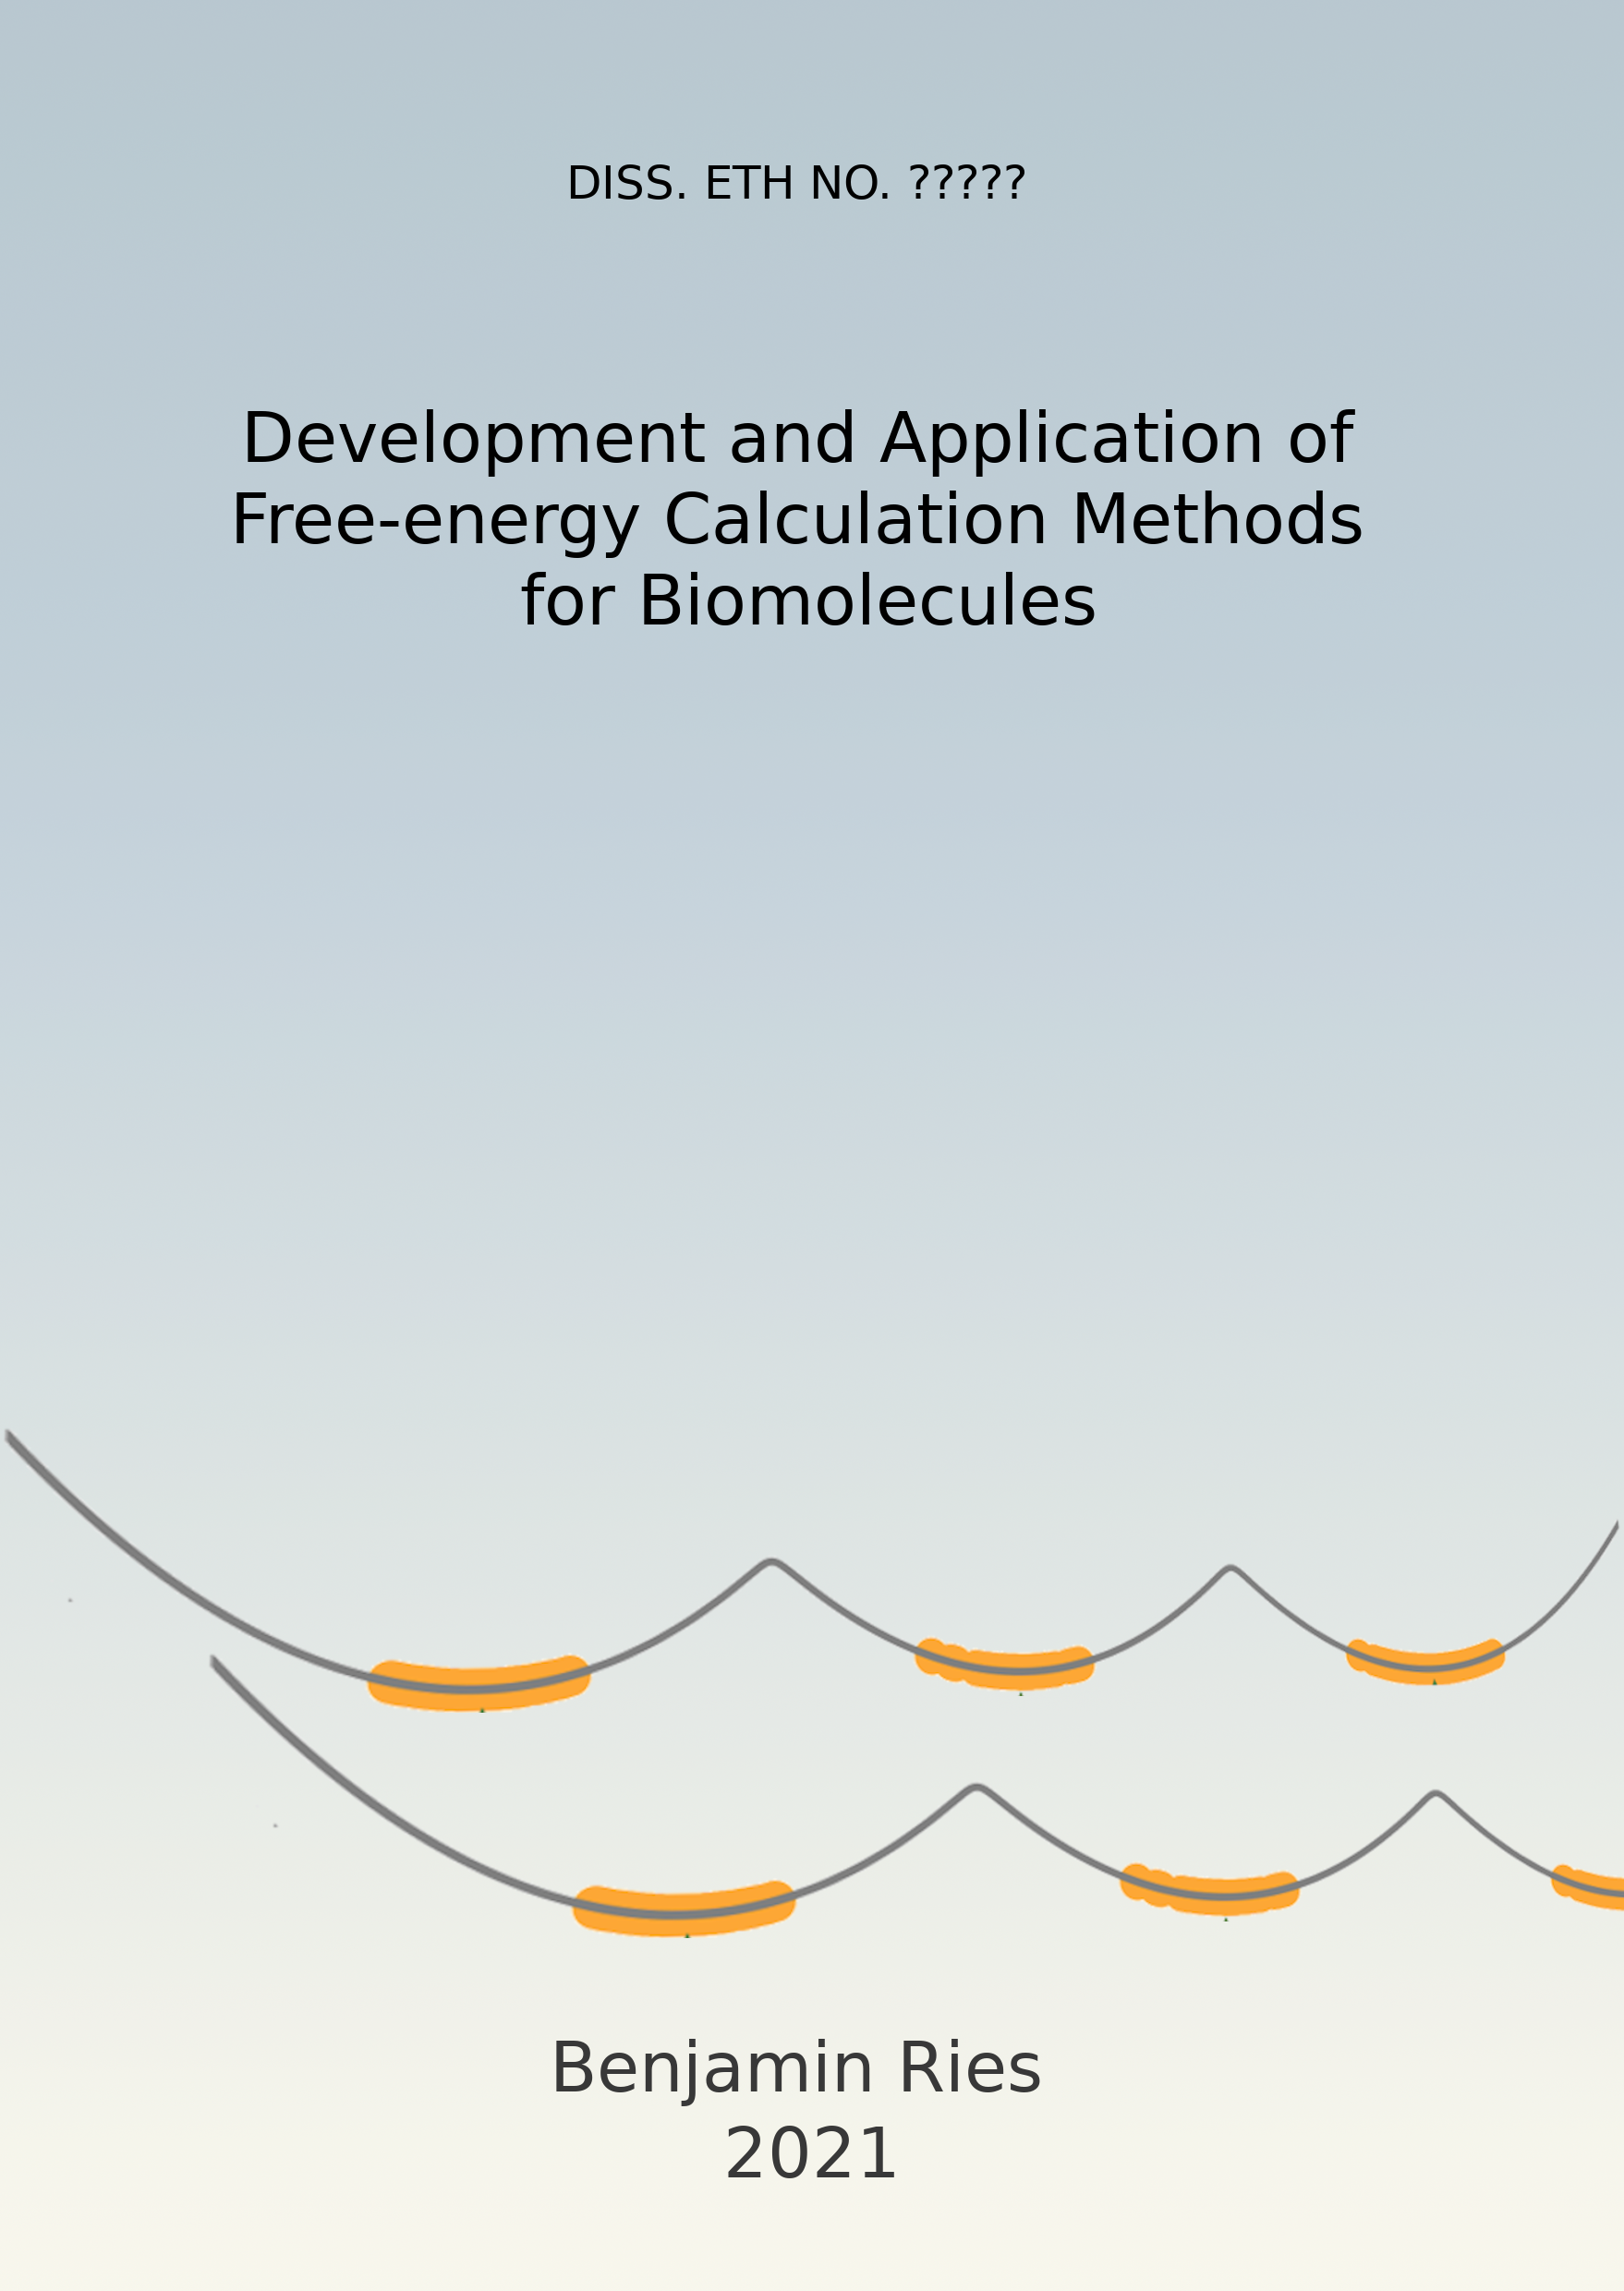 DISS. ETH NO. ?????
Development and Application of
Free-energy Calculation Methods
for Biomolecules
Benjamin Ries
2021